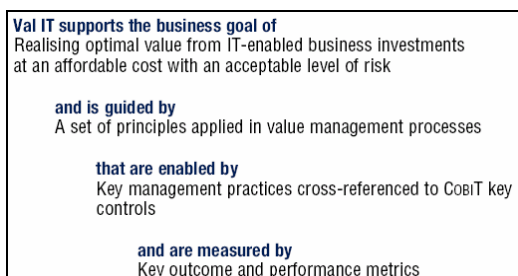 Val IT supports the business goal of
Realising optimal value from IT-enabled business investments
at an affordable cost with an acceptable level of risk
and is guided by
A set of principles applied in value management processes
that are enabled by
Key management practices cross-referenced to COBIT key
controls
and are measured by
Key outcome and performance metrics